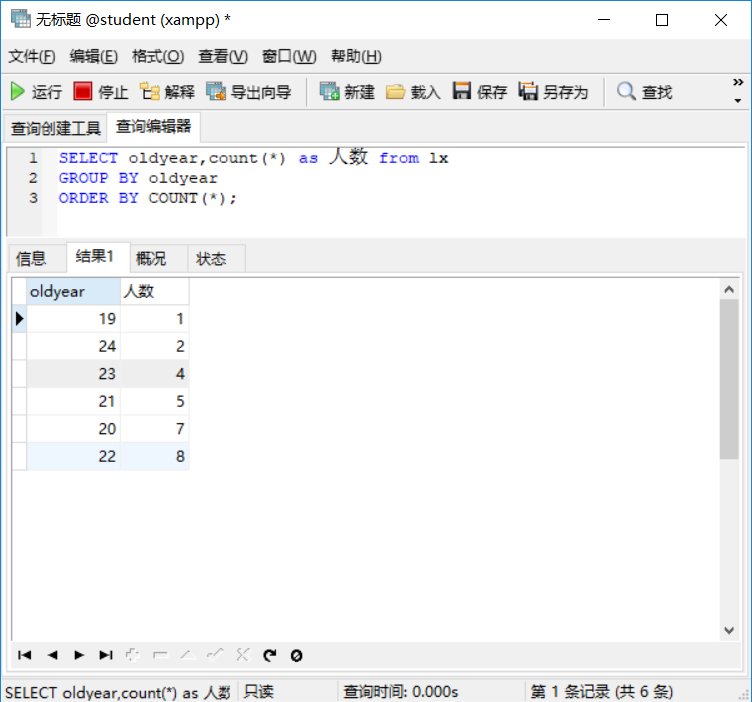 无标题 @student (xampp) *
文件(F) 编辑(E) 格式(O) 查看(V) 窗口(W) 帮助(H)
运行 停止 解释 导出向导 新建 载入 保存 另存为 查找
查询创建工具 查询编辑器
1 SELECT oldyear,count(*) as 人数 from lx
2 GROUP BY oldyear
3 ORDER BY COUNT(*);
信息 结果1 概况 状态
oldyear 人数
19 1
24 2
23 4
21 5
20 7
22 8
SELECT oldyear,count(*) as 人数 只读 查询时间: 0.000s 第 1 条记录 (共 6 条)